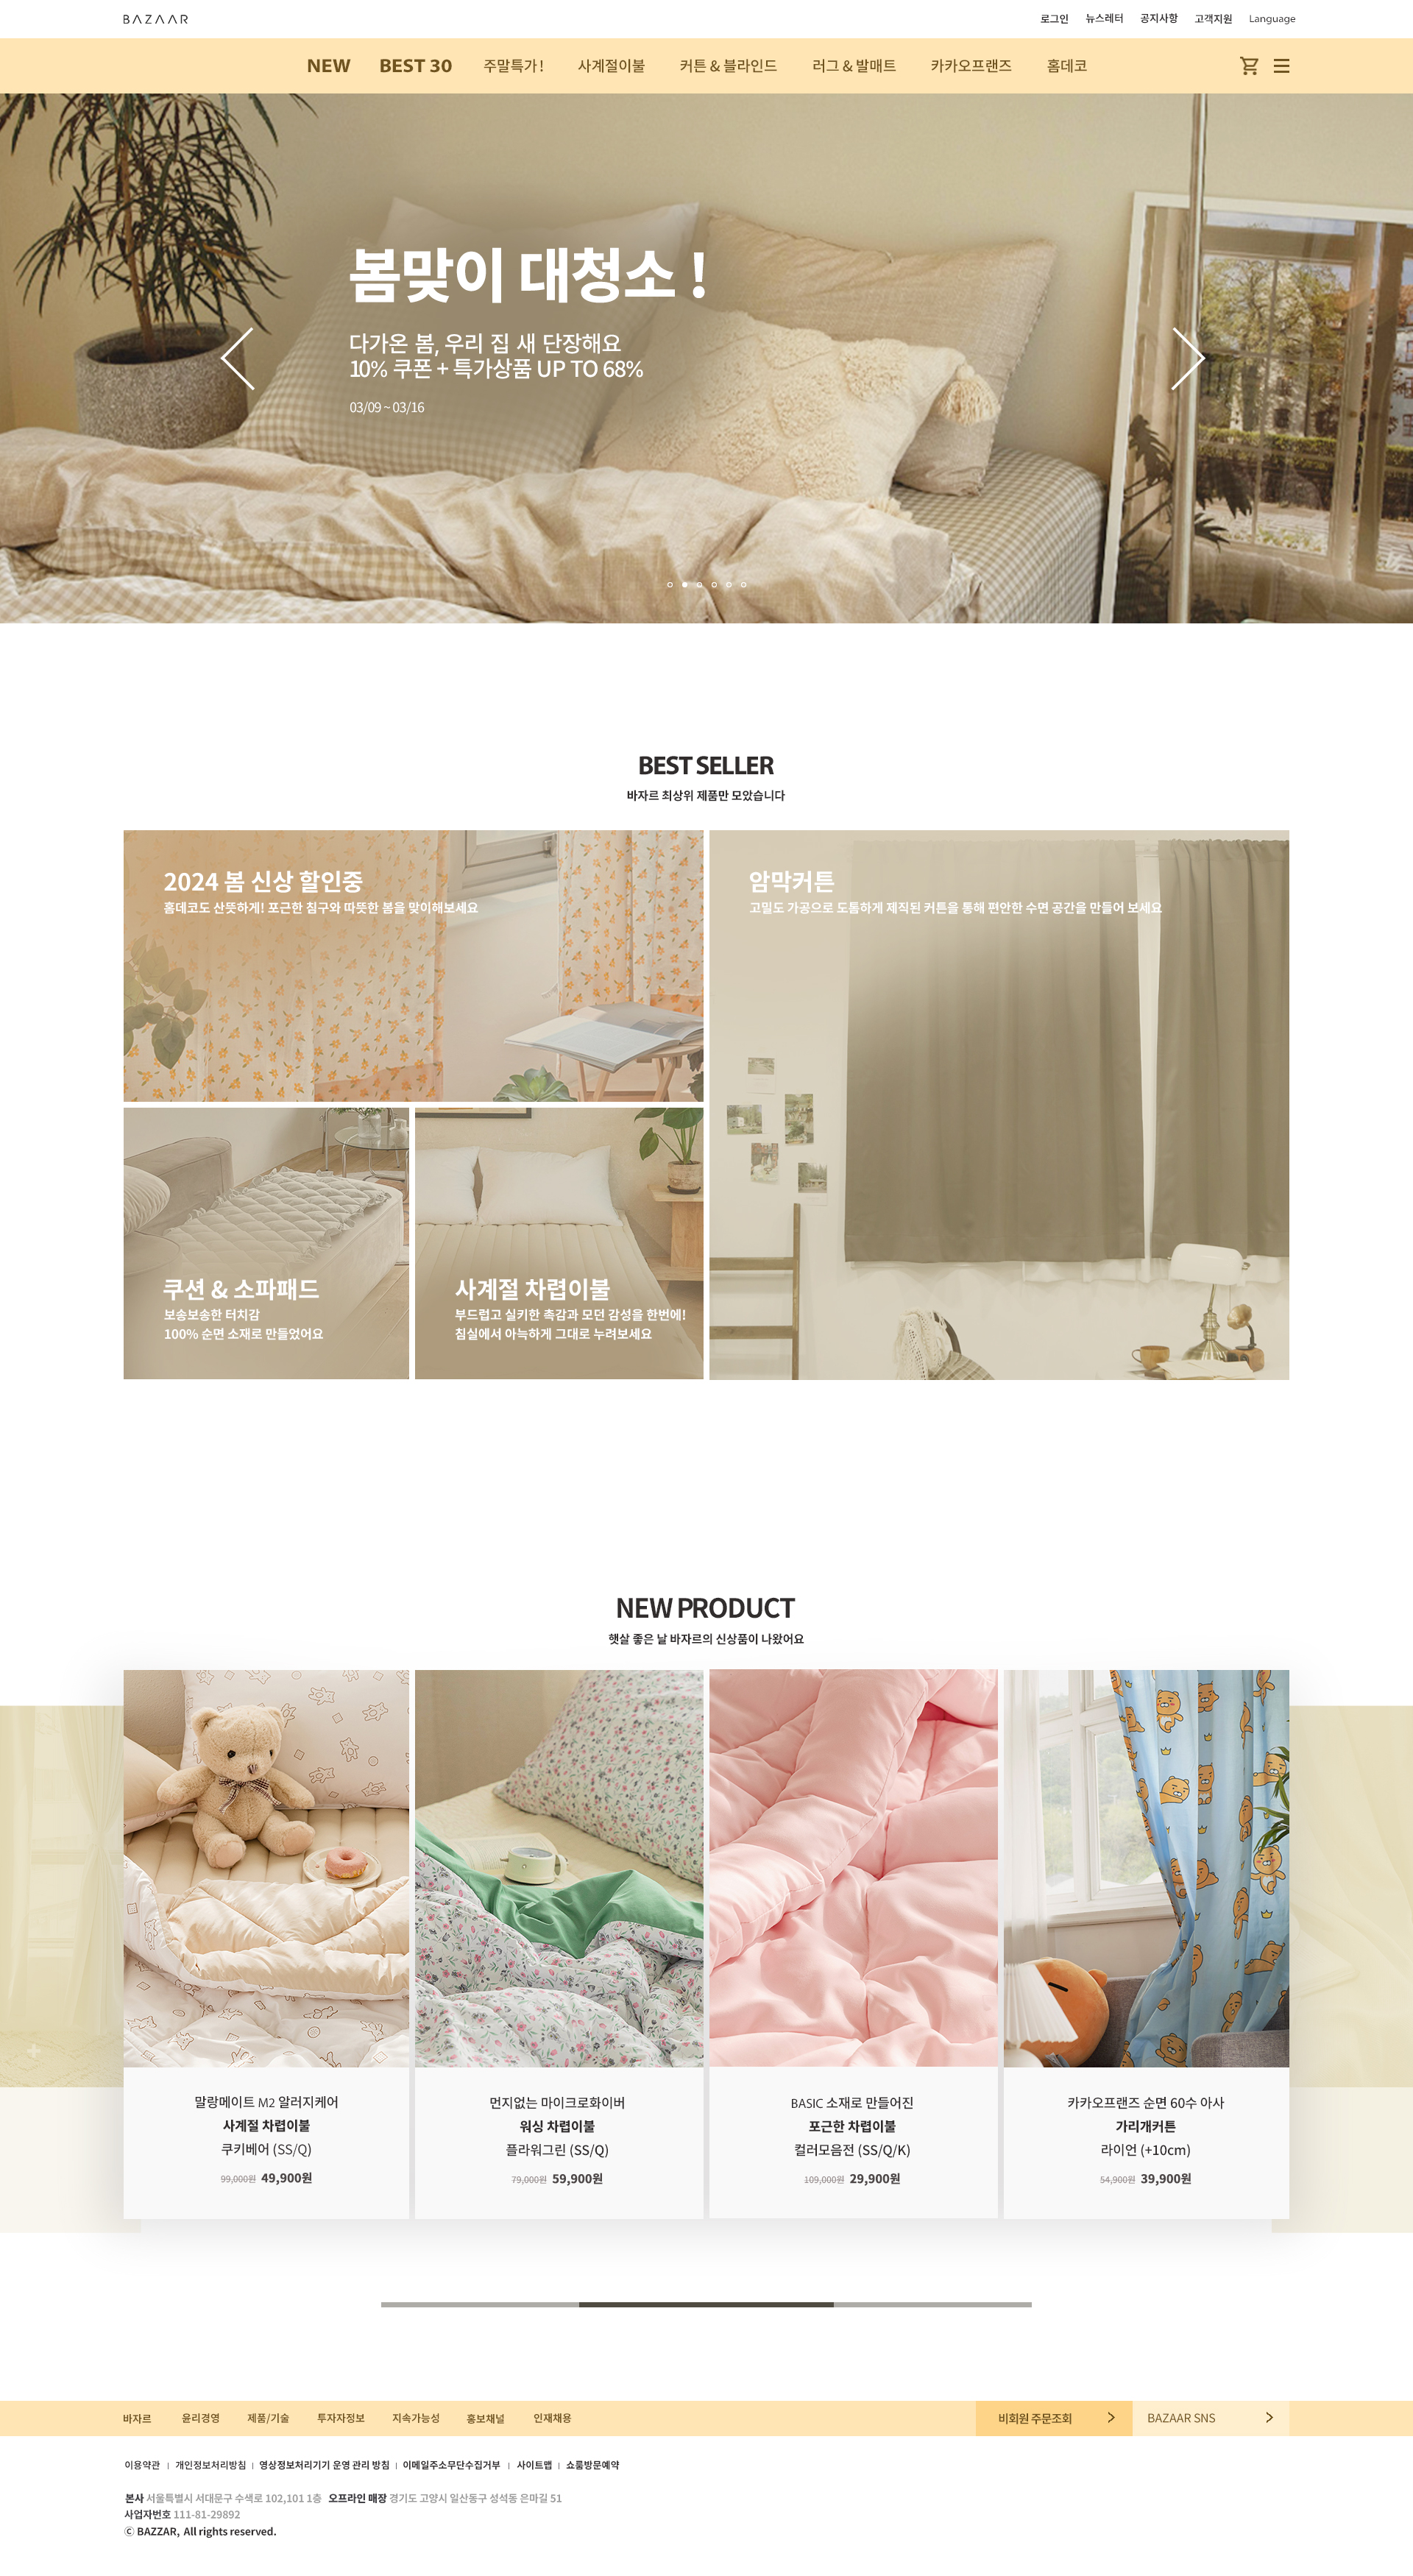 BAZAAR
로그인 뉴스레터 공지사항 고객지원 Language
NEW BEST 30 주말특가! 사계절이불 커튼 & 블라인드 러그 & 발매트 카카오프랜즈 홈데코
봄맞이 대청소 !
다가온 봄, 우리 집 새 단장해요
10% 쿠폰 + 특가상품 UP TO 68%
03/09 ~ 03/16
BEST SELLER
바자르 최상위 제품만 모았습니다
2024 봄 신상 할인중
홈데코도 산뜻하게! 포근한 침구와 따뜻한 봄을 맞이해보세요
암막커튼
고밀도 가공으로 도톰하게 제직된 커튼을 통해 편안한 수면 공간을 만들어 보세요
쿠션 & 소파패드
보송보송한 터치감
100% 순면 소재로 만들었어요
사계절 차렵이불
부드럽고 실키한 촉감과 모던 감성을 한번에!
침실에서 아늑하게 그대로 누려보세요
NEW PRODUCT
햇살 좋은 날 바자르의 신상품이 나왔어요
말랑메이트 M2 알러지케어
사계절 차렵이불
쿠키베어 (SS/Q)
99,000원 49,900원
먼지없는 마이크로화이버
워싱 차렵이불
플라워그린 (SS/Q)
79,000원 59,900원
BASIC 소재로 만들어진
포근한 차렵이불
컬러모음전 (SS/Q/K)
109,000원 29,900원
카카오프랜즈 순면 60수 아사
가리개커튼
라이언 (+10cm)
54,900원 39,900원
바자르 윤리경영 제품/기술 투자자정보 지속가능성 홍보채널 인재채용
비회원 주문조회 BAZAAR SNS
이용약관 | 개인정보처리방침 | 영상정보처리기기 운영 관리 방침 | 이메일주소무단수집거부 | 사이트맵 | 쇼룸방문예약
본사 서울특별시 서대문구 수색로 102,101 1층 오프라인 매장 경기도 고양시 일산동구 성석동 은마길 51
사업자번호 111-81-29892
ⓒ BAZZAR, All rights reserved.